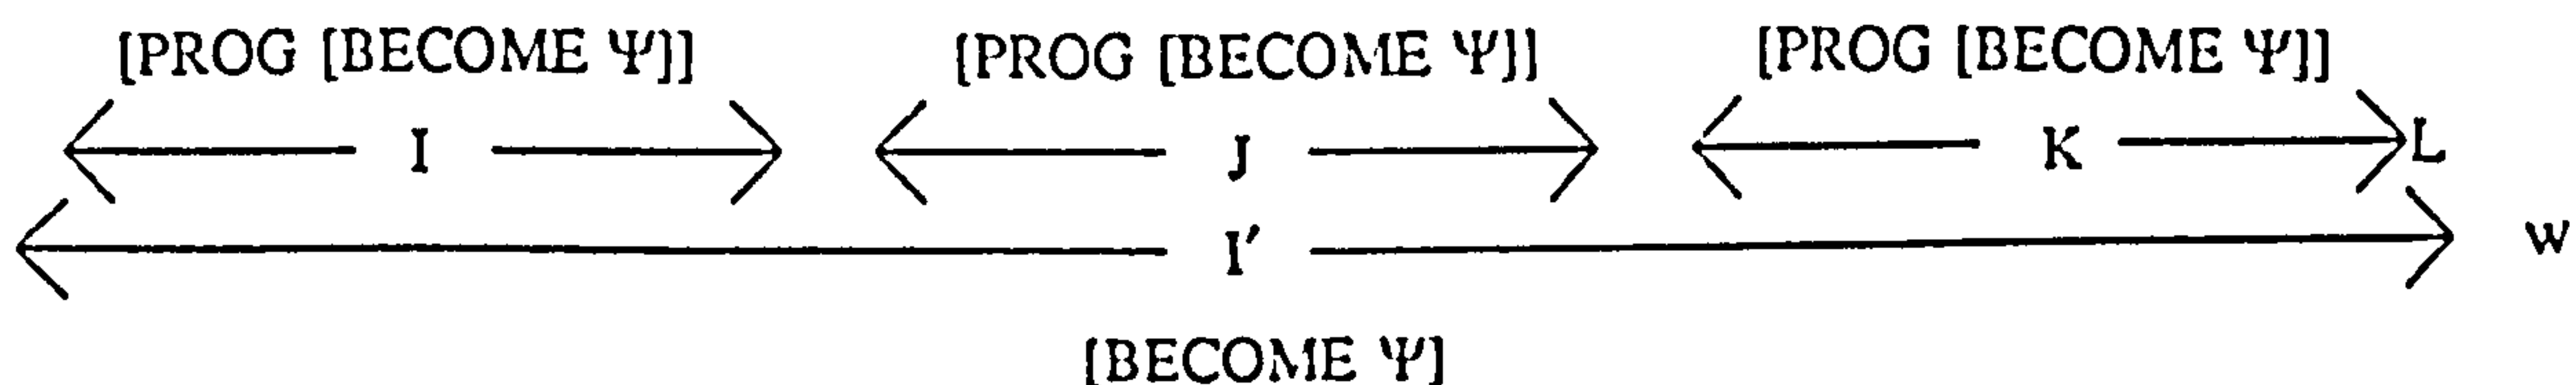 [PROG [BECOME Ψ]] [PROG [BECOME Ψ]] [PROG [BECOME Ψ]]
I J K L
I′ w
[BECOME Ψ]